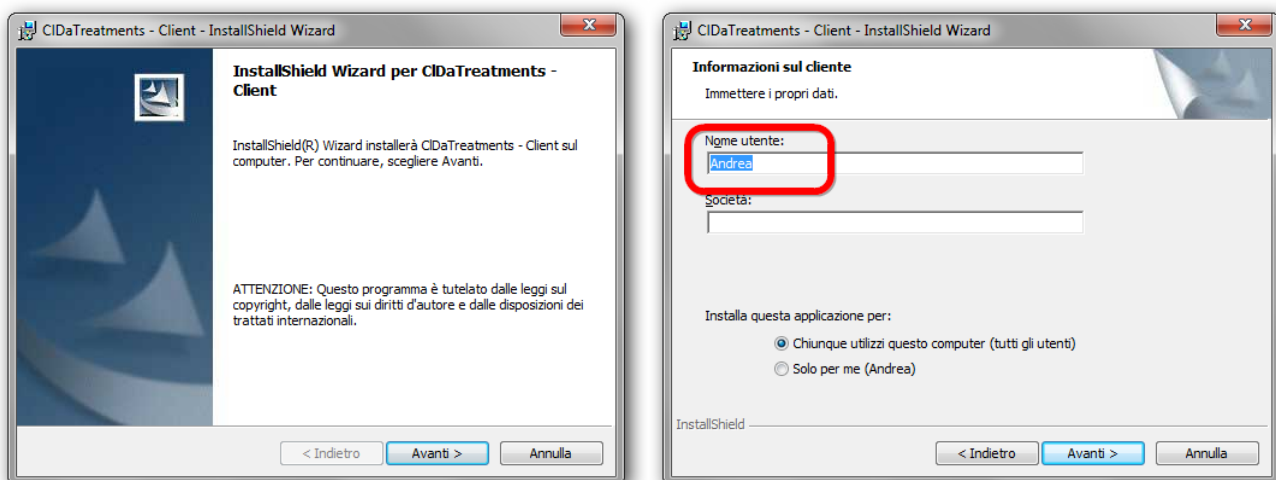 ClDaTreatments - Client - InstallShield Wizard
InstallShield Wizard per ClDaTreatments -
Client
InstallShield(R) Wizard installerà ClDaTreatments - Client sul
computer. Per continuare, scegliere Avanti.
ATTENZIONE: Questo programma è tutelato dalle leggi sul
copyright, dalle leggi sui diritti d'autore e dalle disposizioni dei
trattati internazionali.
< Indietro
Avanti >
Annulla
ClDaTreatments - Client - InstallShield Wizard
Informazioni sul cliente
Immettere i propri dati.
Nome utente:
Andrea
Società:
Installa questa applicazione per:
Chiunque utilizzi questo computer (tutti gli utenti)
Solo per me (Andrea)
InstallShield
< Indietro
Avanti >
Annulla